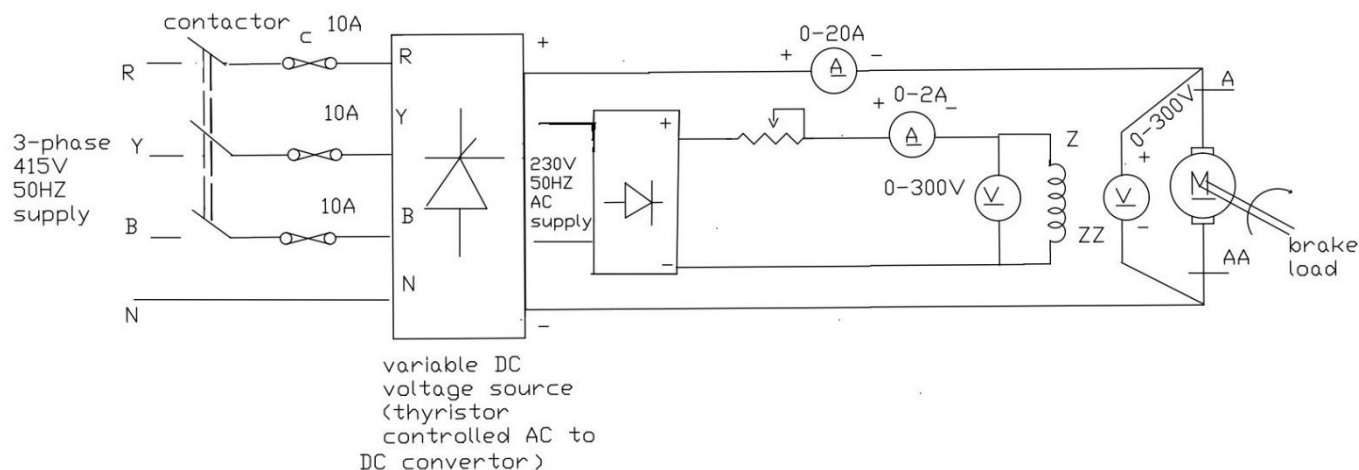 contactor
10A
c
R
3-phase
415V
50HZ
supply
Y
10A
B
10A
N
R
Y
B
N
+
-
variable DC
voltage source
(thyristor
controlled AC to
DC convertor)
230V
50HZ
AC
supply
+
-
0-20A
+
A
-
0-2A
+
A
-
0-300V
V
Z
ZZ
0-300V
+
V
-
A
M
AA
brake
load